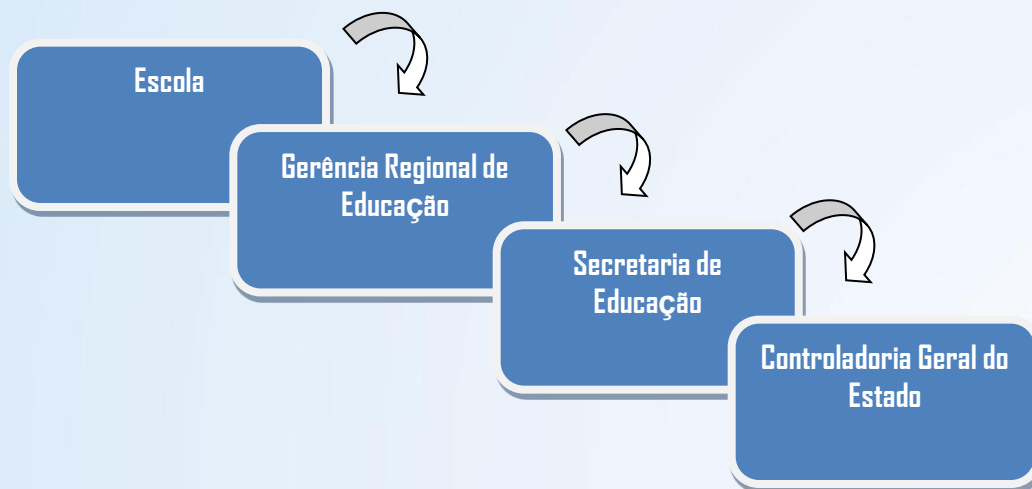 Escola
Gerência Regional de
Educação
Secretaria de
Educação
Controladoria Geral do
Estado